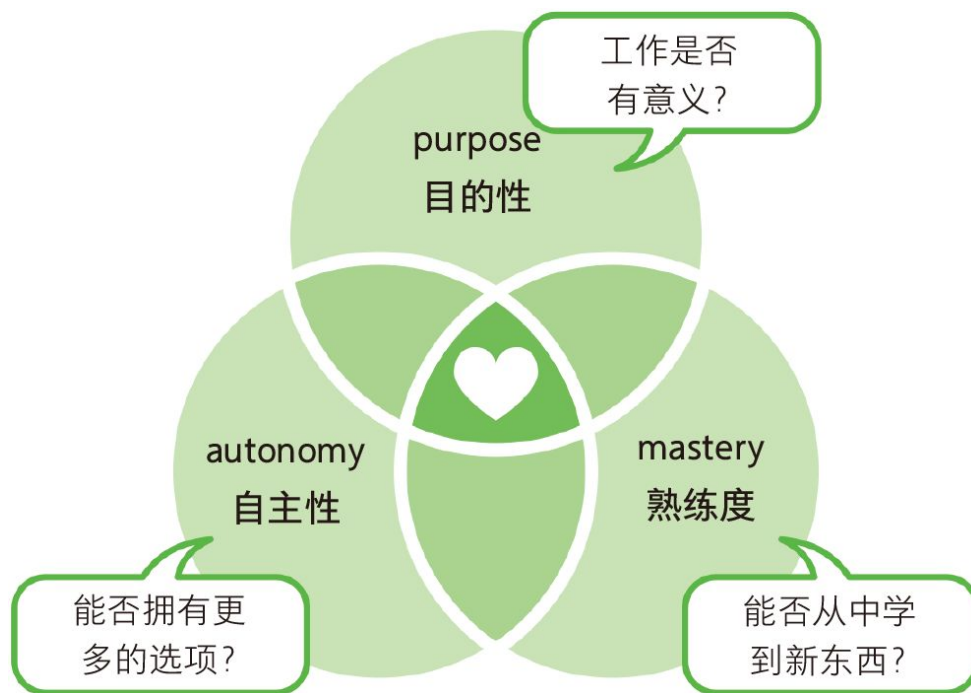 工作是否
有意义?
purpose
目的性
autonomy
自主性
mastery
熟练度
能否拥有更
多的选项?
能否从中学
到新东西?